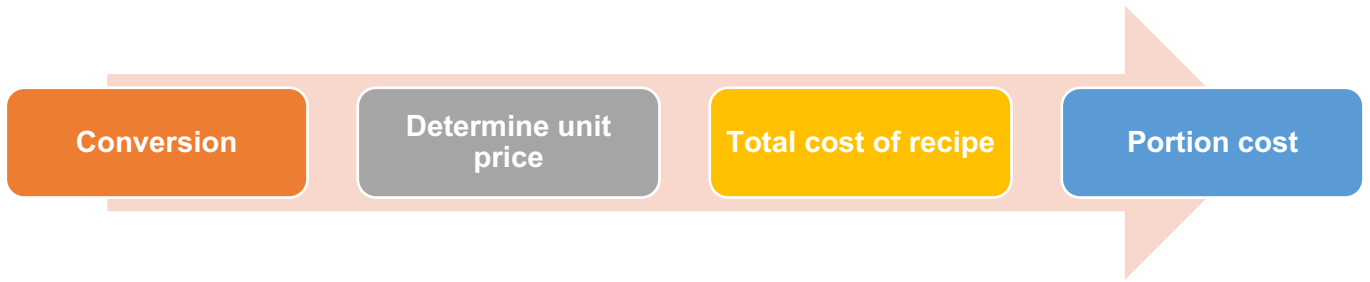 Conversion
Determine unit
price
Total cost of recipe
Portion cost